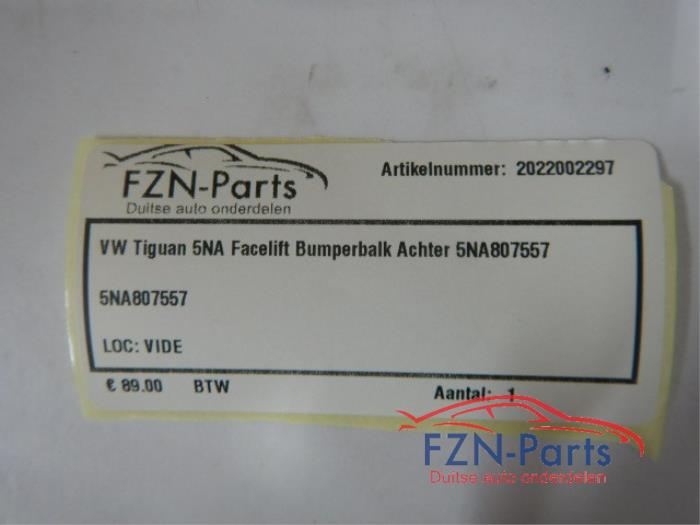 Artikelnummer: 2022002297
FZN-Parts
Duitse auto onderdelen
VW Tiguan 5NA Facelift Bumperbalk Achter 5NA807557
5NA807557
LOC: VIDE
€ 89.00 BTW Aantal: 1
FZN-Parts
Duitse auto onderdelen